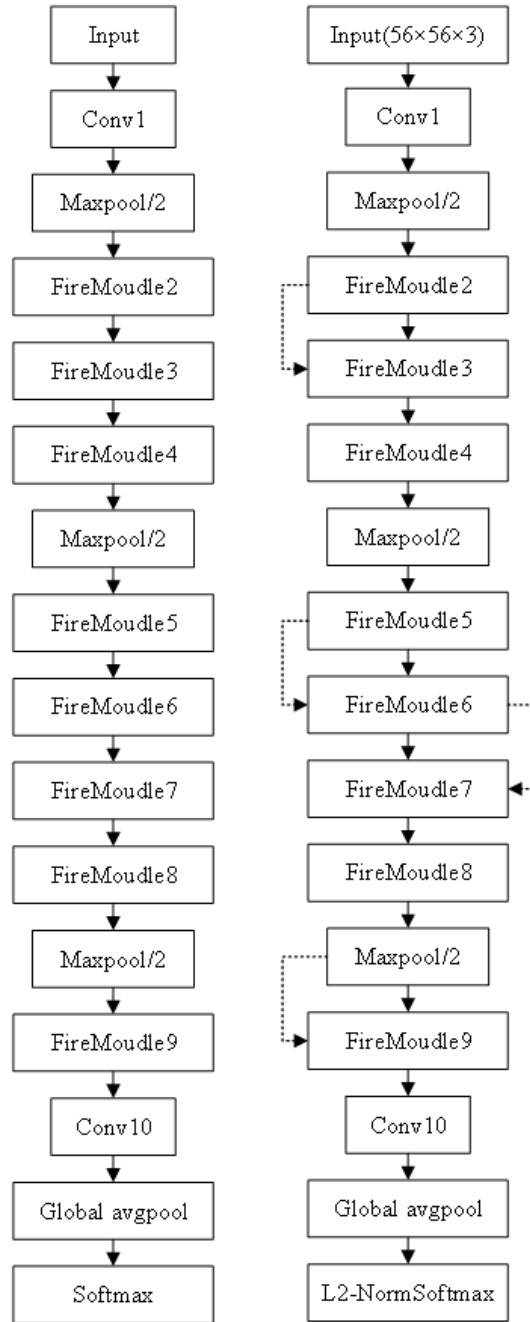 Input
Conv1
Maxpool/2
FireMoudle2
FireMoudle3
FireMoudle4
Maxpool/2
FireMoudle5
FireMoudle6
FireMoudle7
FireMoudle8
Maxpool/2
FireMoudle9
Conv10
Global avgpool
Softmax
Input(56×56×3)
Conv1
Maxpool/2
FireMoudle2
FireMoudle3
FireMoudle4
Maxpool/2
FireMoudle5
FireMoudle6
FireMoudle7
FireMoudle8
Maxpool/2
FireMoudle9
Conv10
Global avgpool
L2-NormSoftmax